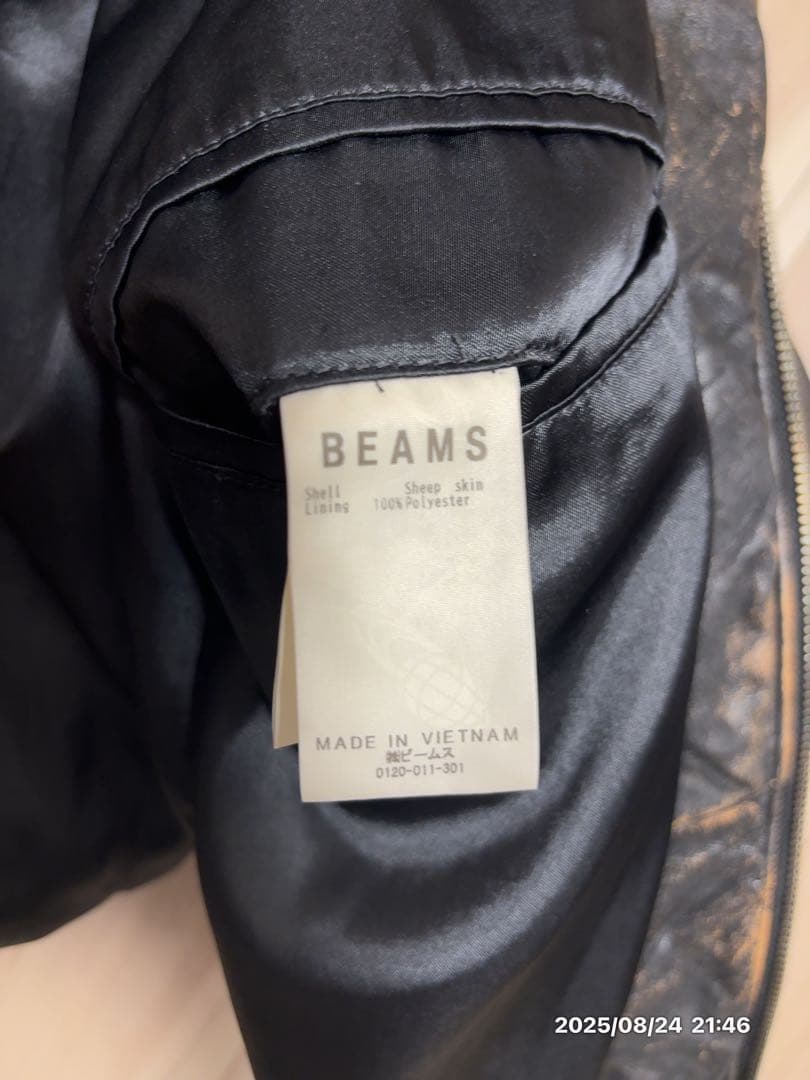 BEAMS
Shell Sheep skin
Lining 100%Polyester
MADE IN VIETNAM
㈱ビームス
0120-011-301
2025/08/24 21:46